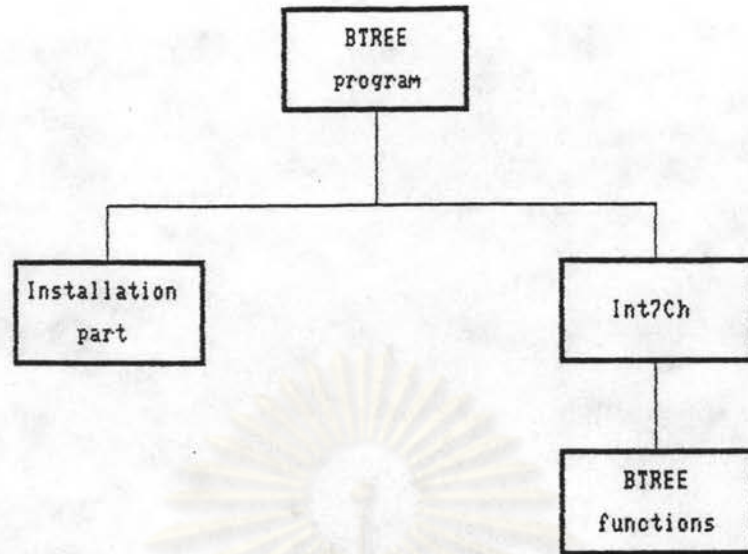 BTREE
program
Installation
part
Int7Ch
BTREE
functions